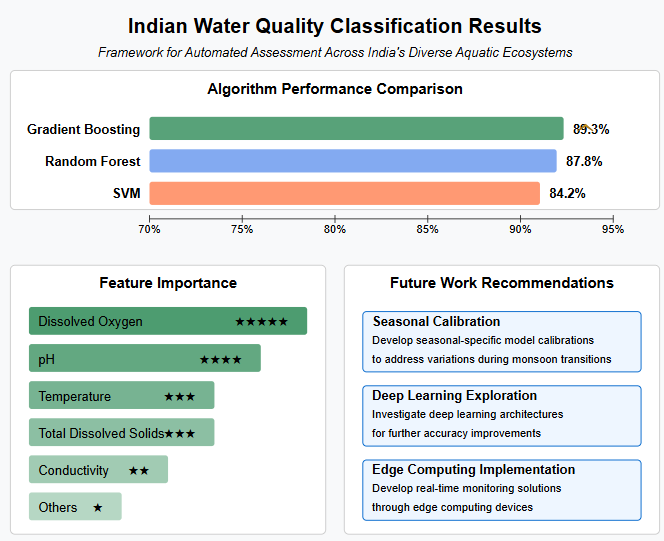 Indian Water Quality Classification Results
Framework for Automated Assessment Across India's Diverse Aquatic Ecosystems
Algorithm Performance Comparison
Gradient Boosting 89.3%
Random Forest 87.8%
SVM 84.2%
70% 75% 80% 85% 90% 95%
Feature Importance
Dissolved Oxygen ★★★★★
pH ★★★★
Temperature ★★★
Total Dissolved Solids★★★
Conductivity ★★
Others ★
Future Work Recommendations
Seasonal Calibration
Develop seasonal-specific model calibrations
to address variations during monsoon transitions
Deep Learning Exploration
Investigate deep learning architectures
for further accuracy improvements
Edge Computing Implementation
Develop real-time monitoring solutions
through edge computing devices